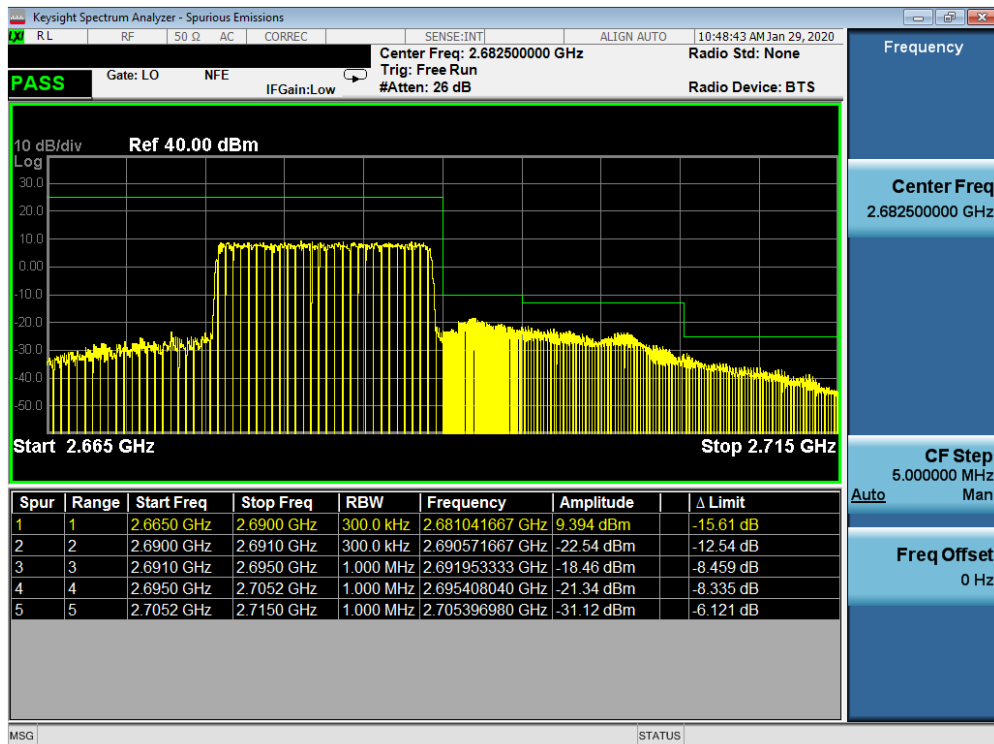 Keysight Spectrum Analyzer - Spurious Emissions
LXI RL RF 50 Ω AC CORREC SENSE:INT ALIGN AUTO 10:48:43 AM Jan 29, 2020
Center Freq: 2.682500000 GHz Radio Std: None
Trig: Free Run
PASS Gate: LO NFE IFGain:Low #Atten: 26 dB Radio Device: BTS
10 dB/div Ref 40.00 dBm
Log
30.0
20.0
10.0
0.00
-10.0
-20.0
-30.0
-40.0
-50.0
Start 2.665 GHz Stop 2.715 GHz
Spur Range Start Freq Stop Freq RBW Frequency Amplitude Δ Limit
1 1 2.6650 GHz 2.6900 GHz 300.0 kHz 2.681041667 GHz 9.394 dBm -15.61 dB
2 2 2.6900 GHz 2.6910 GHz 300.0 kHz 2.690571667 GHz -22.54 dBm -12.54 dB
3 3 2.6910 GHz 2.6950 GHz 1.000 MHz 2.691953333 GHz -18.46 dBm -8.459 dB
4 4 2.6950 GHz 2.7052 GHz 1.000 MHz 2.695408040 GHz -21.34 dBm -8.335 dB
5 5 2.7052 GHz 2.7150 GHz 1.000 MHz 2.705396980 GHz -31.12 dBm -6.121 dB
Frequency
Center Freq
2.682500000 GHz
CF Step
5.000000 MHz
Auto Man
Freq Offset
0 Hz
MSG STATUS